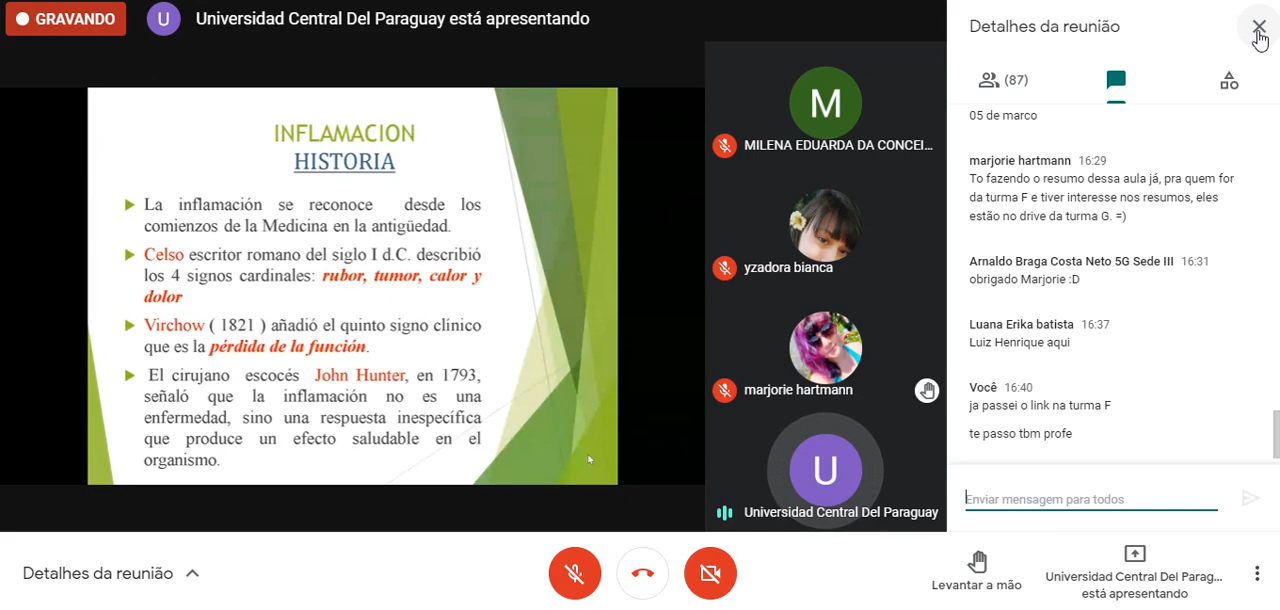 GRAVANDO
U
Universidad Central Del Paraguay está apresentando
INFLAMACION
HISTORIA
La inflamación se reconoce desde los
comienzos de la Medicina en la antigüedad.
Celso escritor romano del siglo I d.C. describió
los 4 signos cardinales: rubor, tumor, calor y
dolor
Virchow ( 1821 ) añadió el quinto signo clínico
que es la pérdida de la función.
El cirujano escocés John Hunter, en 1793,
señaló que la inflamación no es una
enfermedad, sino una respuesta inespecífica
que produce un efecto saludable en el
organismo.
M
MILENA EDUARDA DA CONCEI...
yzadora bianca
marjorie hartmann
U
Universidad Central Del Paraguay
Detalhes da reunião
(87)
05 de marco
marjorie hartmann 16:29
To fazendo o resumo dessa aula já, pra quem for
da turma F e tiver interesse nos resumos, eles
estão no drive da turma G. =)
Arnaldo Braga Costa Neto 5G Sede III 16:31
obrigado Marjorie :D
Luana Erika batista 16:37
Luiz Henrique aqui
Você 16:40
ja passei o link na turma F
te passo tbm profe
Enviar mensagem para todos
Detalhes da reunião
Levantar a mão
Universidad Central Del Parag...
está apresentando